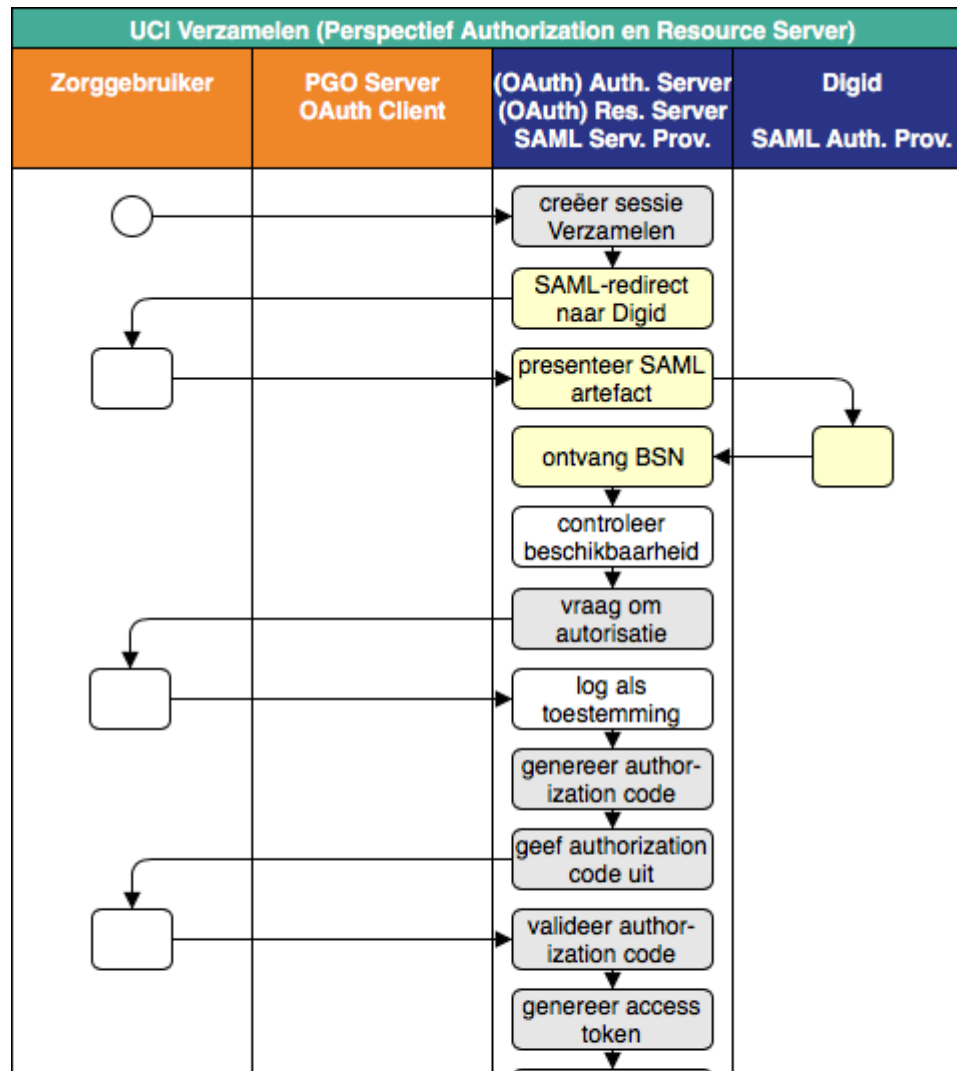 UCI Verzamelen (Perspectief Authorization en Resource Server)
Zorggebruiker
PGO Server
OAuth Client
(OAuth) Auth. Server
(OAuth) Res. Server
SAML Serv. Prov.
Digid
SAML Auth. Prov.
creëer sessie
Verzamelen
SAML-redirect
naar Digid
presenteer SAML
artefact
ontvang BSN
controleer
beschikbaarheid
vraag om
autorisatie
log als
toestemming
genereer author-
ization code
geef authorization
code uit
valideer author-
ization code
genereer access
token